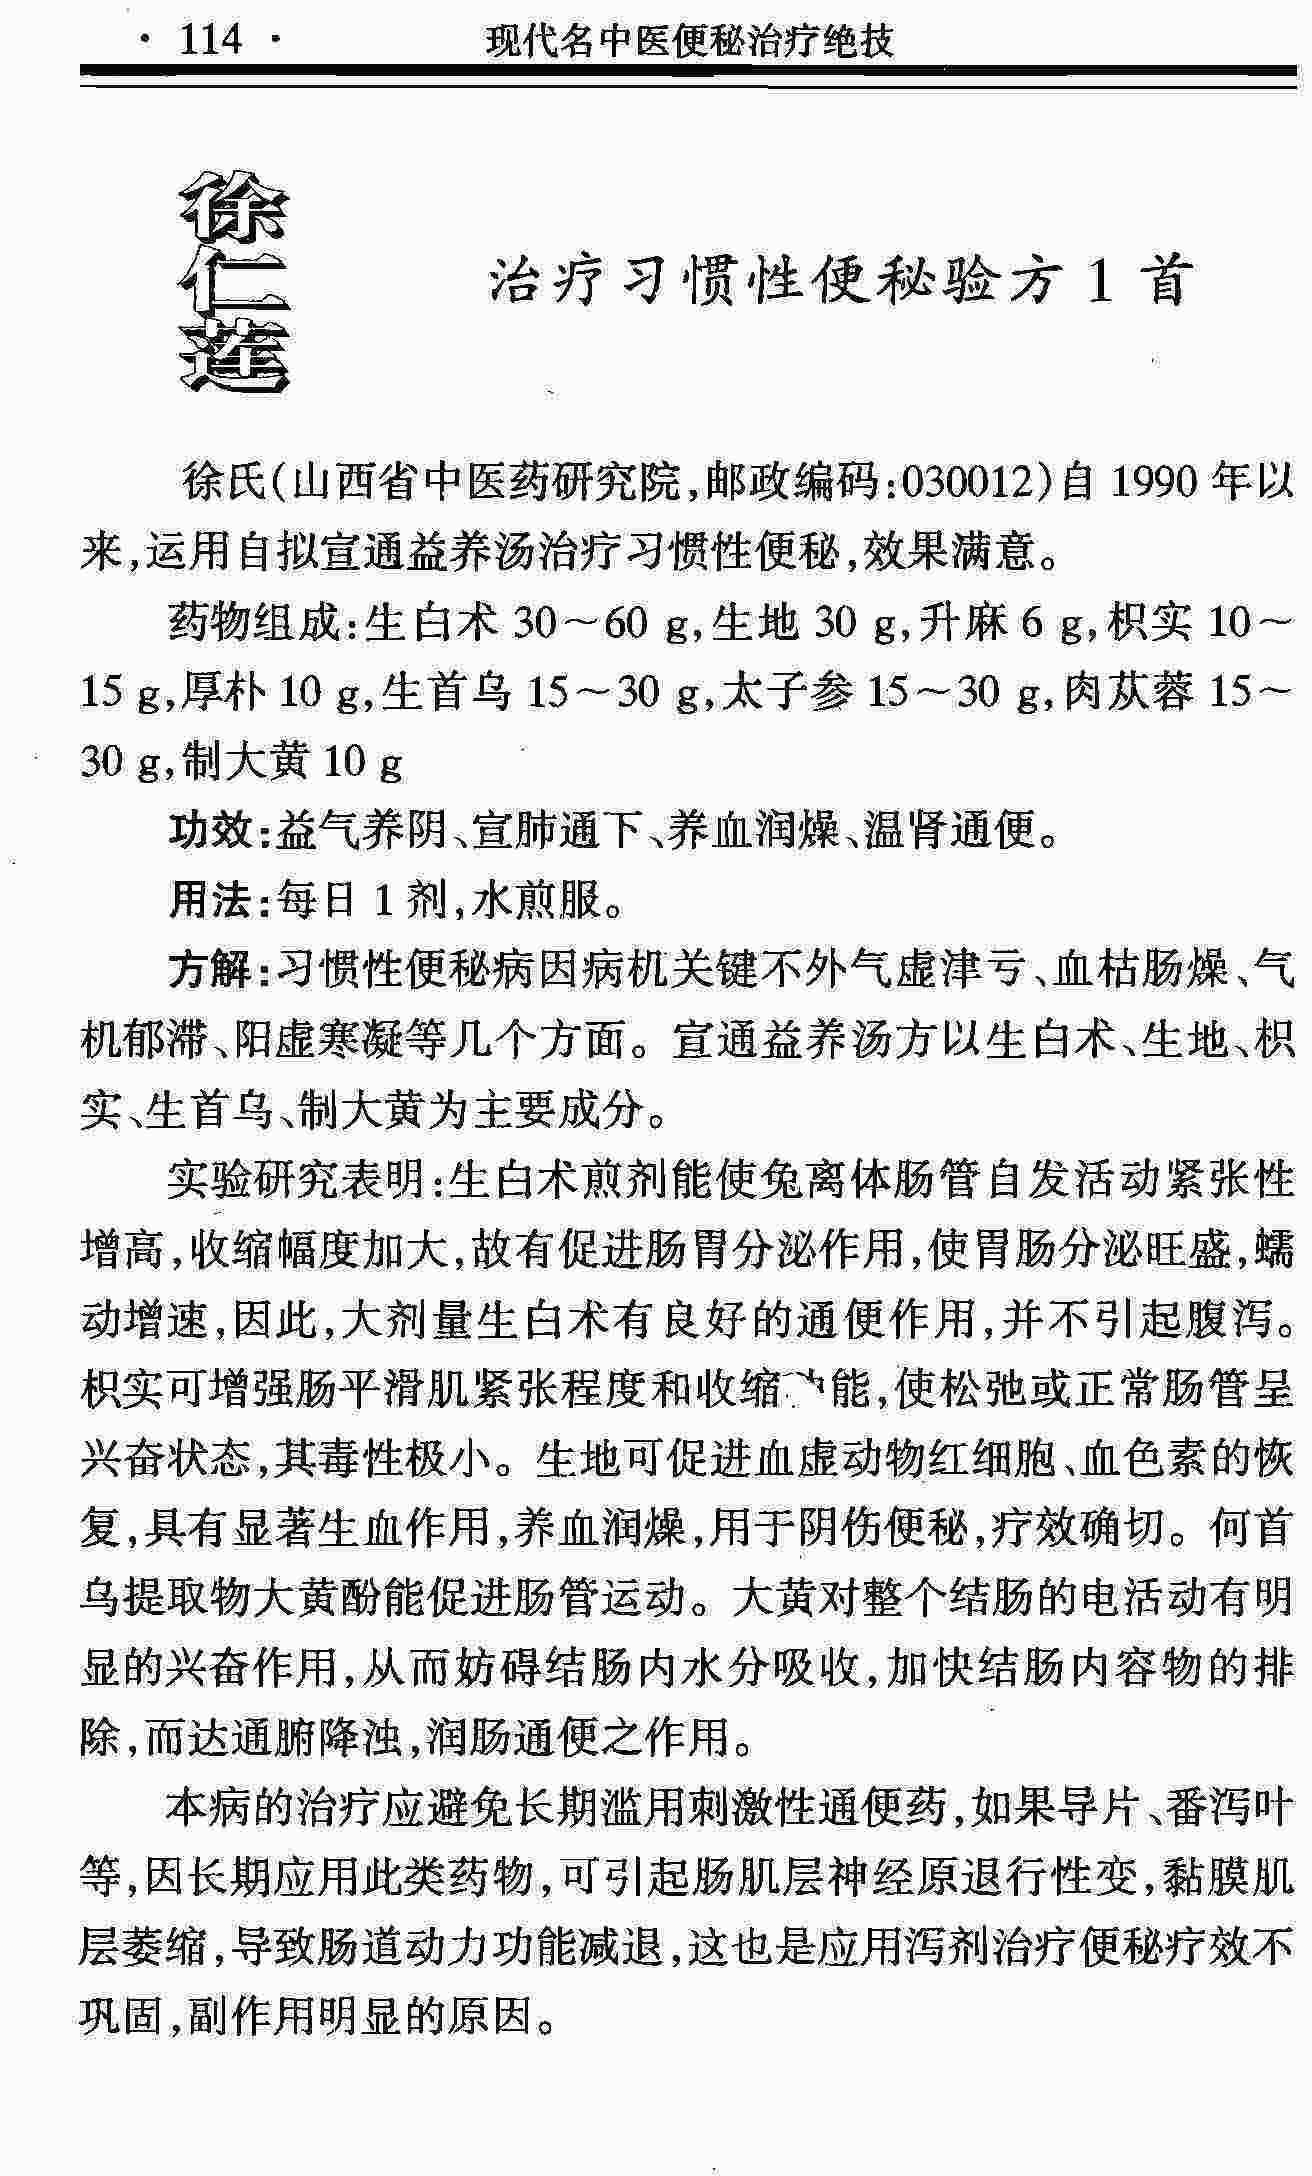 · 114 ·
现代名中医便秘治疗绝技
徐仁莲
治疗习惯性便秘验方1首
徐氏(山西省中医药研究院,邮政编码:030012)自 1990 年以
来,运用自拟宣通益养汤治疗习惯性便秘,效果满意。
药物组成:生白术 30～60 g,生地 30 g,升麻 6 g,枳实 10～
15 g,厚朴 10 g,生首乌 15～30 g,太子参 15～30 g,肉苁蓉 15～
30 g,制大黄 10 g
功效:益气养阴、宣肺通下、养血润燥、温肾通便。
用法:每日 1 剂,水煎服。
方解:习惯性便秘病因病机关键不外气虚津亏、血枯肠燥、气
机郁滞、阳虚寒凝等几个方面。宣通益养汤方以生白术、生地、枳
实、生首乌、制大黄为主要成分。
实验研究表明:生白术煎剂能使兔离体肠管自发活动紧张性
增高,收缩幅度加大,故有促进肠胃分泌作用,使胃肠分泌旺盛,蠕
动增速,因此,大剂量生白术有良好的通便作用,并不引起腹泻。
枳实可增强肠平滑肌紧张程度和收缩能,使松弛或正常肠管呈
兴奋状态,其毒性极小。生地可促进血虚动物红细胞、血色素的恢
复,具有显著生血作用,养血润燥,用于阴伤便秘,疗效确切。何首
乌提取物大黄酚能促进肠管运动。大黄对整个结肠的电活动有明
显的兴奋作用,从而妨碍结肠内水分吸收,加快结肠内容物的排
除,而达通腑降浊,润肠通便之作用。
本病的治疗应避免长期滥用刺激性通便药,如果导片、番泻叶
等,因长期应用此类药物,可引起肠肌层神经原退行性变,黏膜肌
层萎缩,导致肠道动力功能减退,这也是应用泻剂治疗便秘疗效不
巩固,副作用明显的原因。